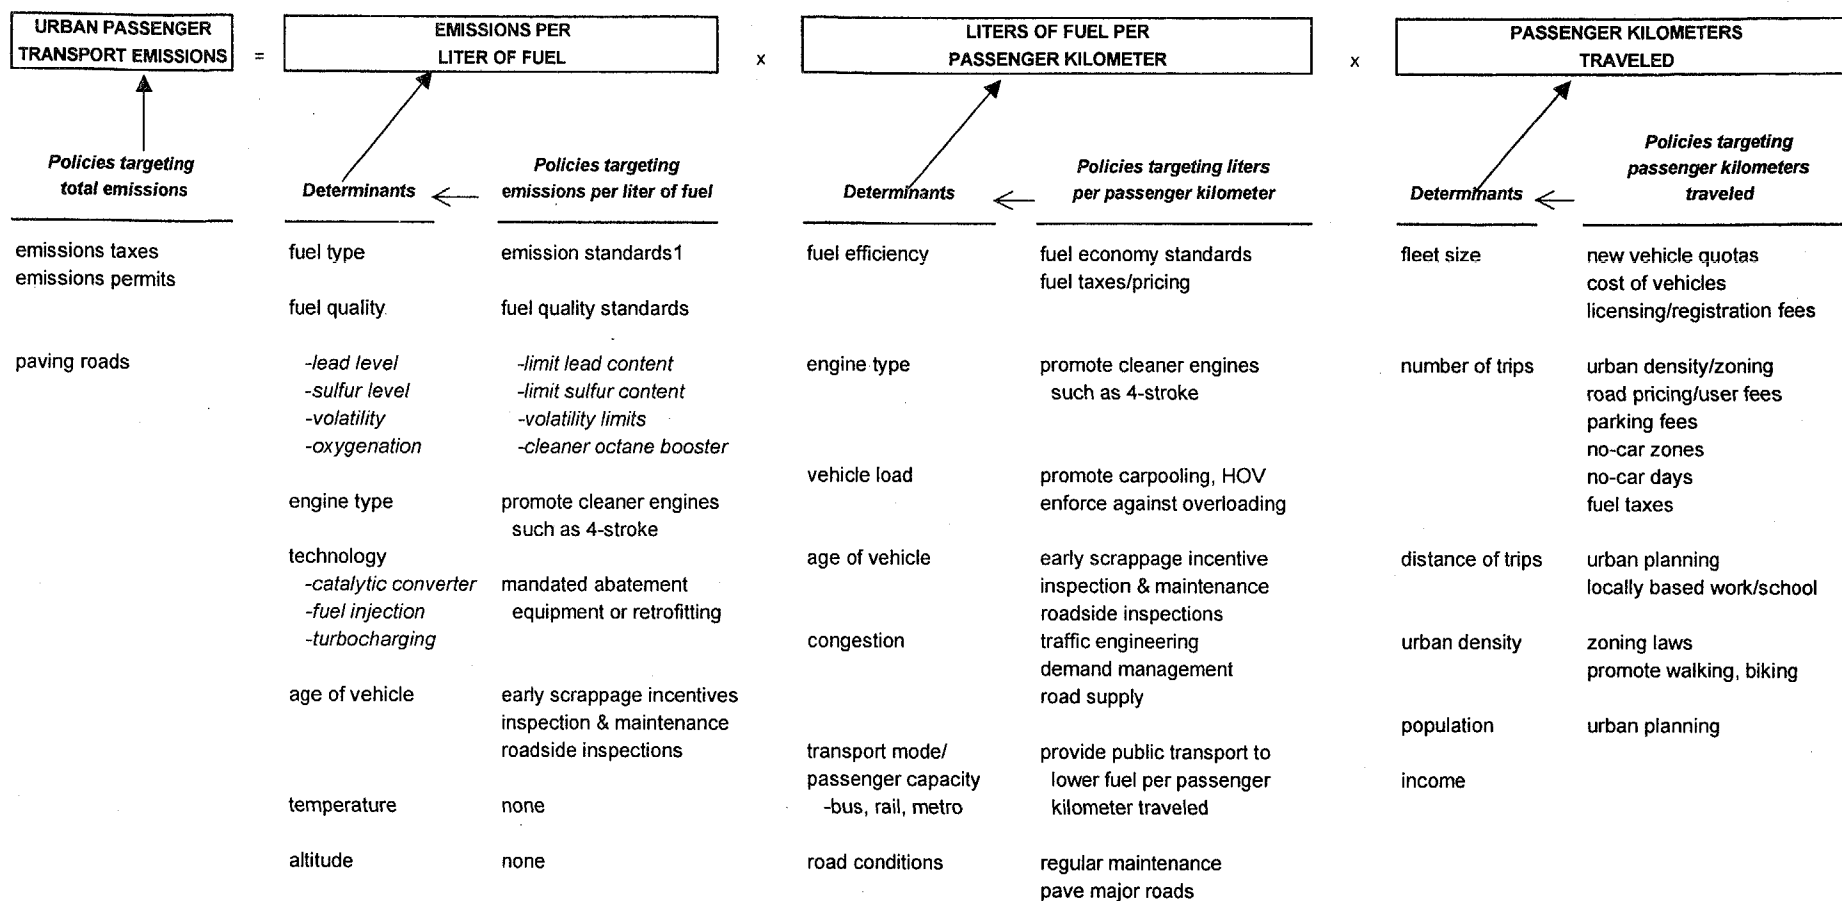 URBAN PASSENGER
TRANSPORT EMISSIONS
=
EMISSIONS PER
LITER OF FUEL
x
LITERS OF FUEL PER
PASSENGER KILOMETER
x
PASSENGER KILOMETERS
TRAVELED
Policies targeting
total emissions
emissions taxes
emissions permits
paving roads
Determinants
Policies targeting
emissions per liter of fuel
fuel type
emission standards1
fuel quality
fuel quality standards
-lead level
-limit lead content
-sulfur level
-limit sulfur content
-volatility
-volatility limits
-oxygenation
-cleaner octane booster
engine type
promote cleaner engines
such as 4-stroke
technology
-catalytic converter
mandated abatement
-fuel injection
equipment or retrofitting
-turbocharging
age of vehicle
early scrappage incentives
inspection & maintenance
roadside inspections
temperature
none
altitude
none
Determinants
Policies targeting liters
per passenger kilometer
fuel efficiency
fuel economy standards
fuel taxes/pricing
engine type
promote cleaner engines
such as 4-stroke
vehicle load
promote carpooling, HOV
enforce against overloading
age of vehicle
early scrappage incentive
inspection & maintenance
roadside inspections
congestion
traffic engineering
demand management
road supply
transport mode/
provide public transport to
passenger capacity
lower fuel per passenger
-bus, rail, metro
kilometer traveled
road conditions
regular maintenance
pave major roads
Determinants
Policies targeting
passenger kilometers
traveled
fleet size
new vehicle quotas
cost of vehicles
licensing/registration fees
number of trips
urban density/zoning
road pricing/user fees
parking fees
no-car zones
no-car days
fuel taxes
distance of trips
urban planning
locally based work/school
urban density
zoning laws
promote walking, biking
population
urban planning
income